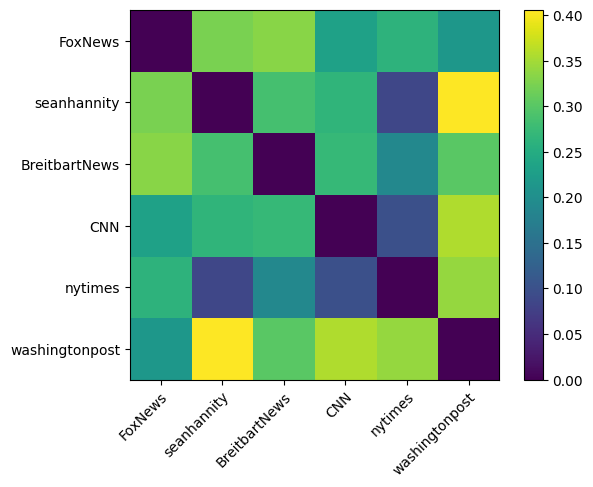 FoxNews
seanhannity
BreitbartNews
CNN
nytimes
washingtonpost
FoxNews
seanhannity
BreitbartNews
CNN
nytimes
washingtonpost
0.40
0.35
0.30
0.25
0.20
0.15
0.10
0.05
0.00